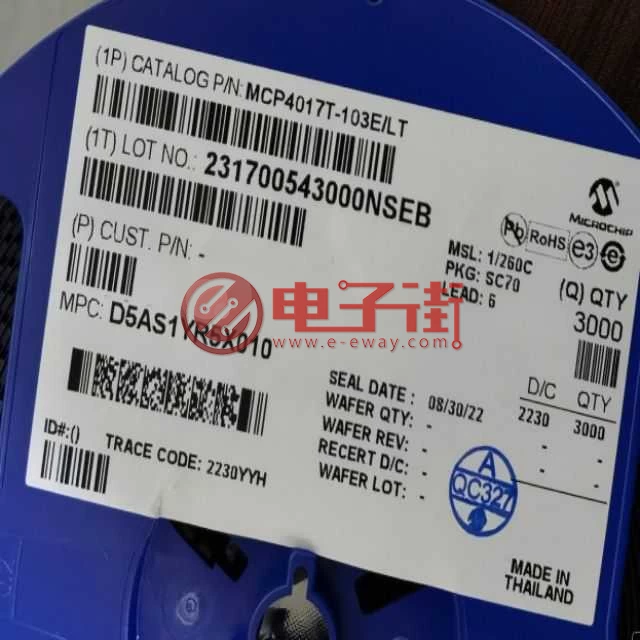 (1P) CATALOG P/N: MCP4017T-103E/LT
(1T) LOT NO.: 231700543000NSEB
(P) CUST. P/N: -
MPC: D5AS1YR5X010
MICROCHIP
Pb RoHS e3 e
MSL: 1/260C
PKG: SC70
LEAD: 6
(Q) QTY
3000
电子街
www.e-eway.com
D/C QTY
SEAL DATE : 08/30/22 2230 3000
WAFER QTY: - - -
WAFER REV: - - -
RECERT D/C: -
WAFER LOT: -
ID#:()
TRACE CODE: 2230YYH
A
QC327
MADE IN
THAILAND